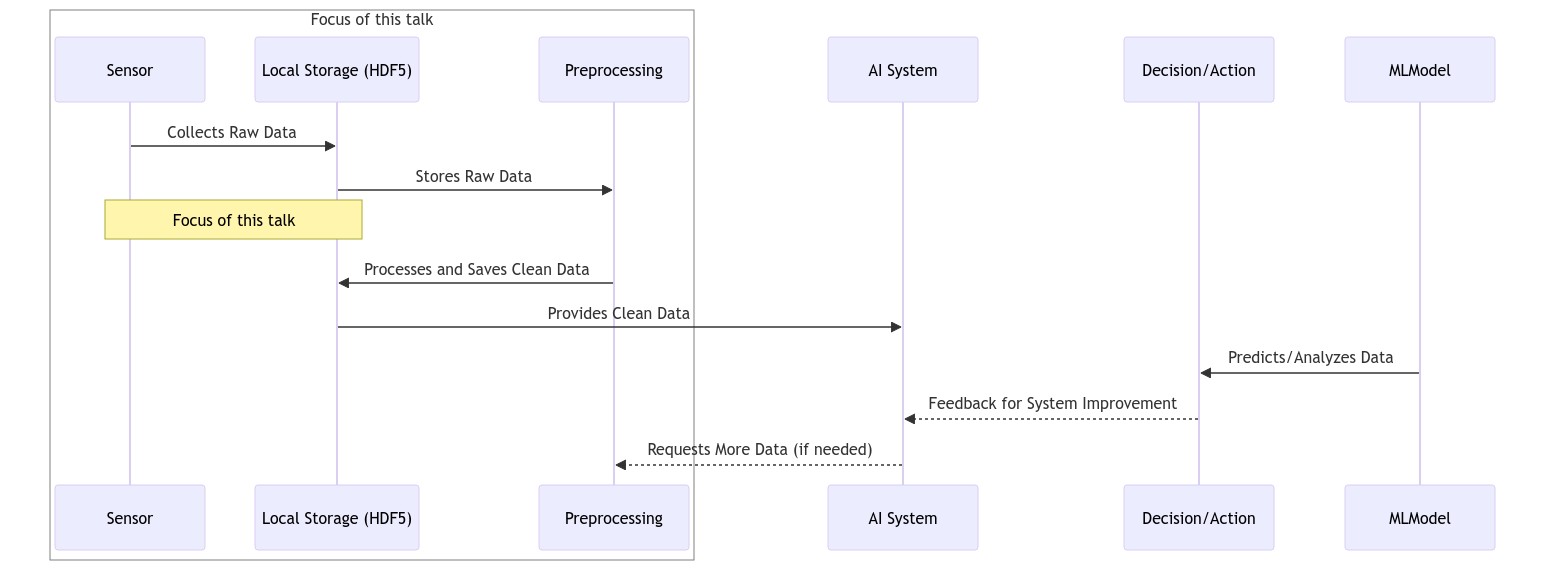 Focus of this talk
Sensor
Local Storage (HDF5)
Preprocessing
AI System
Decision/Action
MLModel
Collects Raw Data
Stores Raw Data
Focus of this talk
Processes and Saves Clean Data
Provides Clean Data
Predicts/Analyzes Data
Feedback for System Improvement
Requests More Data (if needed)
Sensor
Local Storage (HDF5)
Preprocessing
AI System
Decision/Action
MLModel